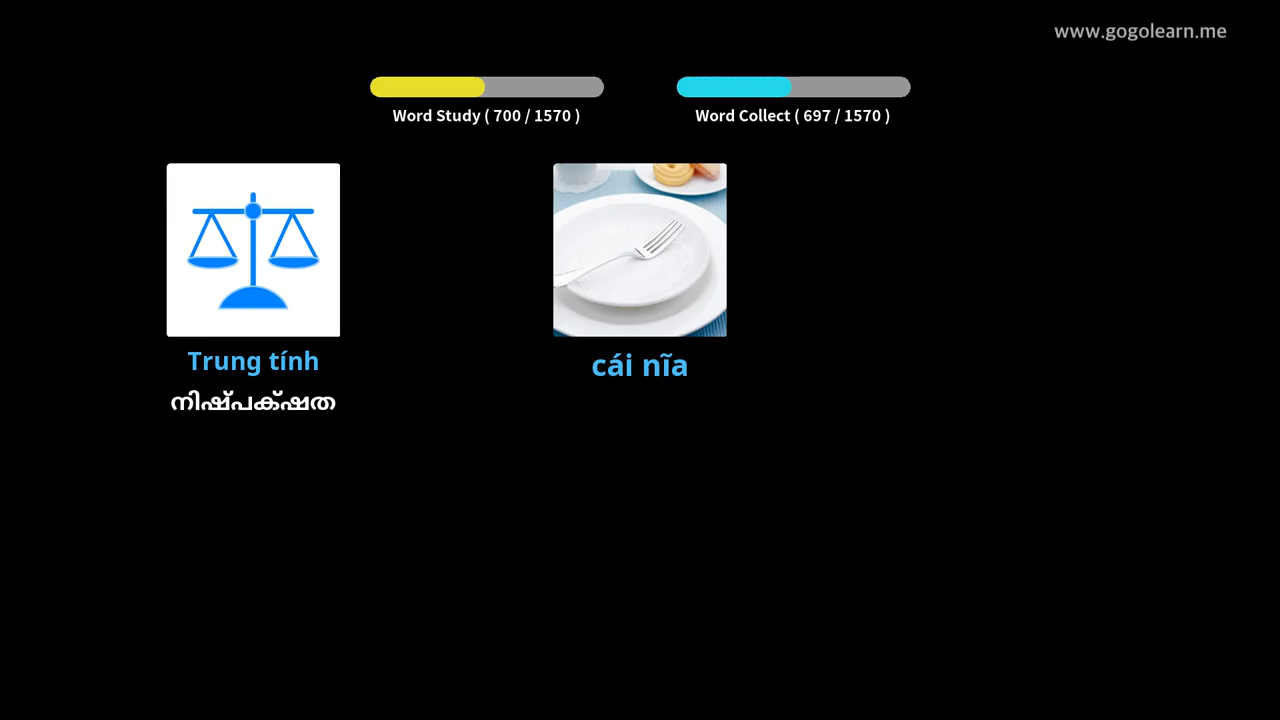 www.gogolearn.me
Word Study ( 700 / 1570 )
Word Collect ( 697 / 1570 )
Trung tính
cái nĩa
നിഷ്പക്ഷത